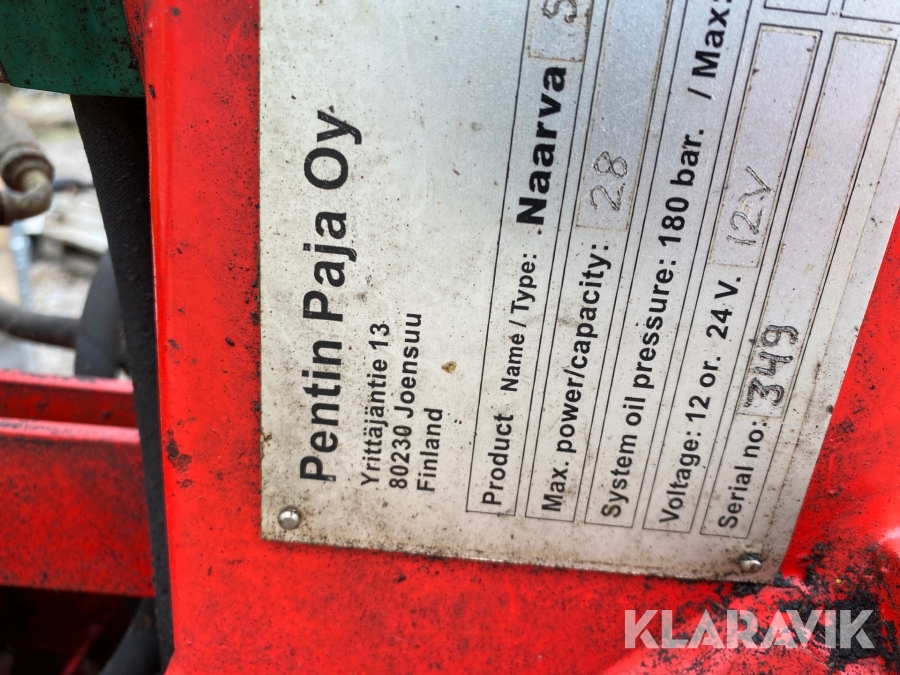 Pentin Paja Oy
Yrittäjäntie 13
80230 Joensuu
Finland
Product Name / Type: Naarva S
Max. power/capacity: 28
System oil pressure: 180 bar. / Max:
Voltage: 12 or. 24 V. 12V
Serial no: 349
KLARAVIK